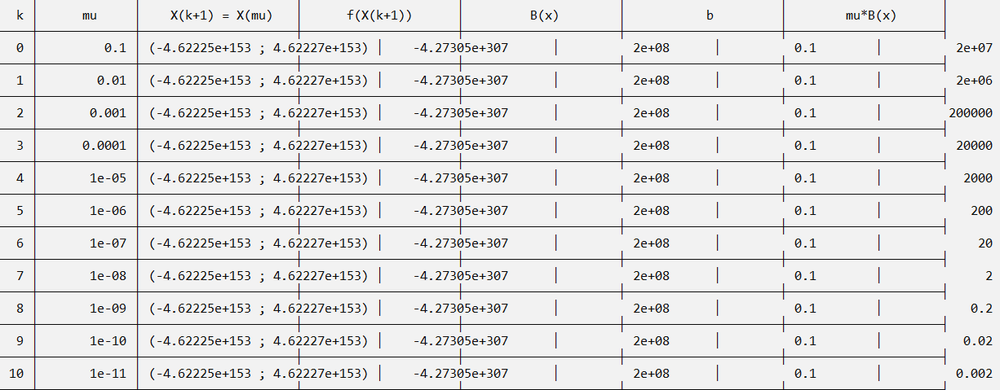 k mu X(k+1) = X(mu) f(X(k+1)) B(x) b mu*B(x)
0 0.1 (-4.62225e+153 ; 4.62227e+153) -4.27305e+307 2e+08 0.1 2e+07
1 0.01 (-4.62225e+153 ; 4.62227e+153) -4.27305e+307 2e+08 0.1 2e+06
2 0.001 (-4.62225e+153 ; 4.62227e+153) -4.27305e+307 2e+08 0.1 200000
3 0.0001 (-4.62225e+153 ; 4.62227e+153) -4.27305e+307 2e+08 0.1 20000
4 1e-05 (-4.62225e+153 ; 4.62227e+153) -4.27305e+307 2e+08 0.1 2000
5 1e-06 (-4.62225e+153 ; 4.62227e+153) -4.27305e+307 2e+08 0.1 200
6 1e-07 (-4.62225e+153 ; 4.62227e+153) -4.27305e+307 2e+08 0.1 20
7 1e-08 (-4.62225e+153 ; 4.62227e+153) -4.27305e+307 2e+08 0.1 2
8 1e-09 (-4.62225e+153 ; 4.62227e+153) -4.27305e+307 2e+08 0.1 0.2
9 1e-10 (-4.62225e+153 ; 4.62227e+153) -4.27305e+307 2e+08 0.1 0.02
10 1e-11 (-4.62225e+153 ; 4.62227e+153) -4.27305e+307 2e+08 0.1 0.002